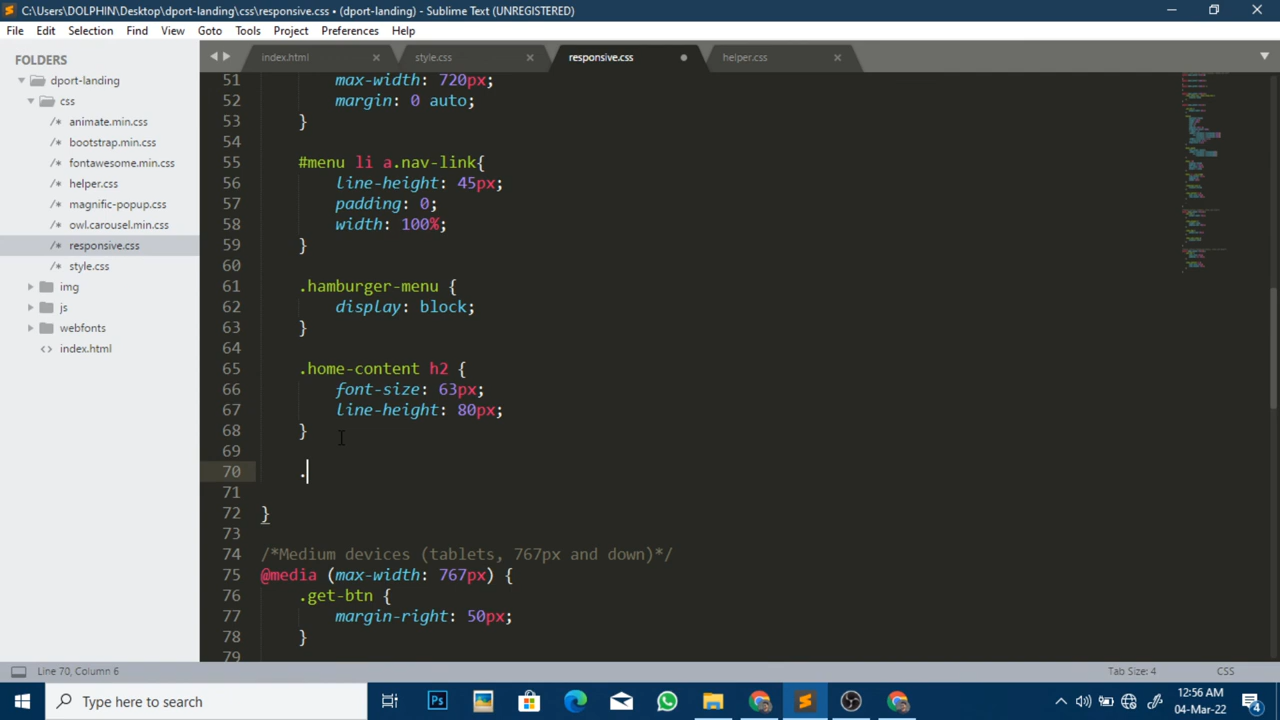 C:\Users\DOLPHIN\Desktop\dport-landing\css\responsive.css • (dport-landing) - Sublime Text (UNREGISTERED)
File Edit Selection Find View Goto Tools Project Preferences Help
FOLDERS
dport-landing
css
/* animate.min.css
/* bootstrap.min.css
/* fontawesome.min.css
/* helper.css
/* magnific-popup.css
/* owl.carousel.min.css
/* responsive.css
/* style.css
img
js
webfonts
<> index.html
index.html × style.css × responsive.css • helper.css ×
51 max-width: 720px;
52 margin: 0 auto;
53 }
54
55 #menu li a.nav-link{
56 line-height: 45px;
57 padding: 0;
58 width: 100%;
59 }
60
61 .hamburger-menu {
62 display: block;
63 }
64
65 .home-content h2 {
66 font-size: 63px;
67 line-height: 80px;
68 }
69
70 .
71
72 }
73
74 /*Medium devices (tablets, 767px and down)*/
75 @media (max-width: 767px) {
76 .get-btn {
77 margin-right: 50px;
78 }
79
Line 70, Column 6 Tab Size: 4 CSS
Type here to search
Ps
12:56 AM
04-Mar-22
4